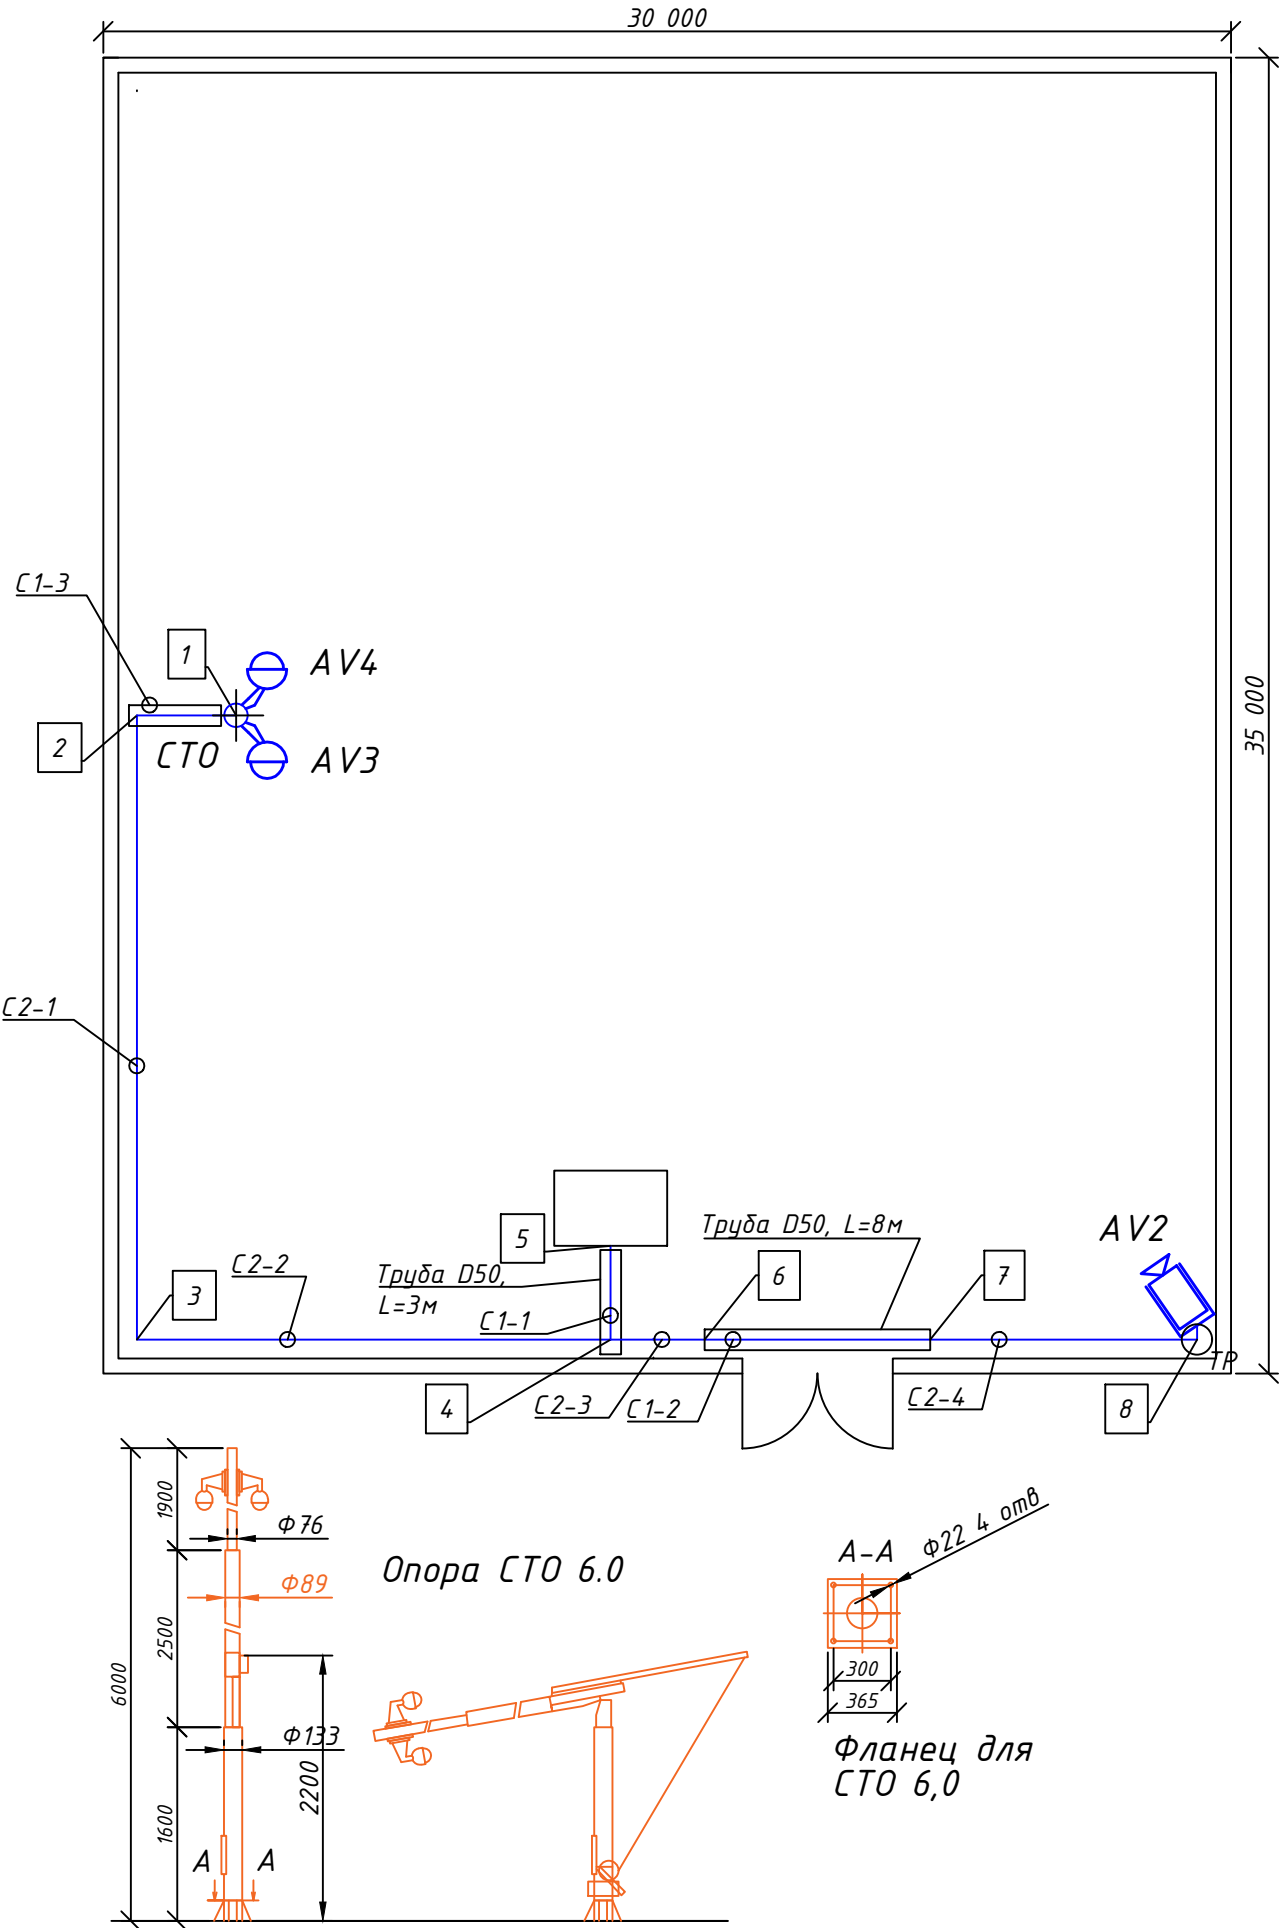 30 000
35 000
С1-3
1
AV4
2
СТО
AV3
С2-1
5
Труба D50, L=8м
AV2
С2-2
Труба D50,
L=3м
3
6
7
С1-1
ТР
4
С2-3
С1-2
С2-4
8
6000
1900
2500
1600
Ф76
Ф89
Ф133
2200
А
А
Опора СТО 6.0
А-А
Ф22 4 отв
300
365
Фланец для
СТО 6,0